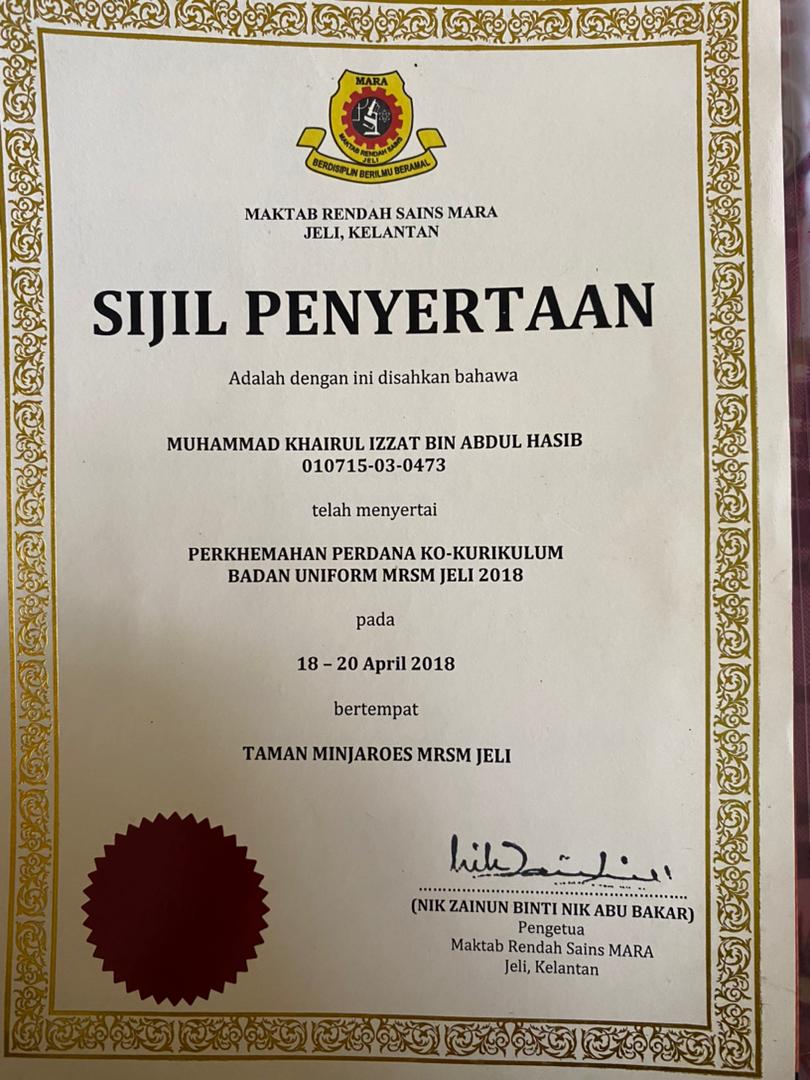 MARA
MAKTAB RENDAH SAINS
JELI
BERDISIPLIN BERILMU BERAMAL
MAKTAB RENDAH SAINS MARA
JELI, KELANTAN
SIJIL PENYERTAAN
Adalah dengan ini disahkan bahawa
MUHAMMAD KHAIRUL IZZAT BIN ABDUL HASIB
010715-03-0473
telah menyertai
PERKHEMAHAN PERDANA KO-KURIKULUM
BADAN UNIFORM MRSM JELI 2018
pada
18 – 20 April 2018
bertempat
TAMAN MINJAROES MRSM JELI
(NIK ZAINUN BINTI NIK ABU BAKAR)
Pengetua
Maktab Rendah Sains MARA
Jeli, Kelantan